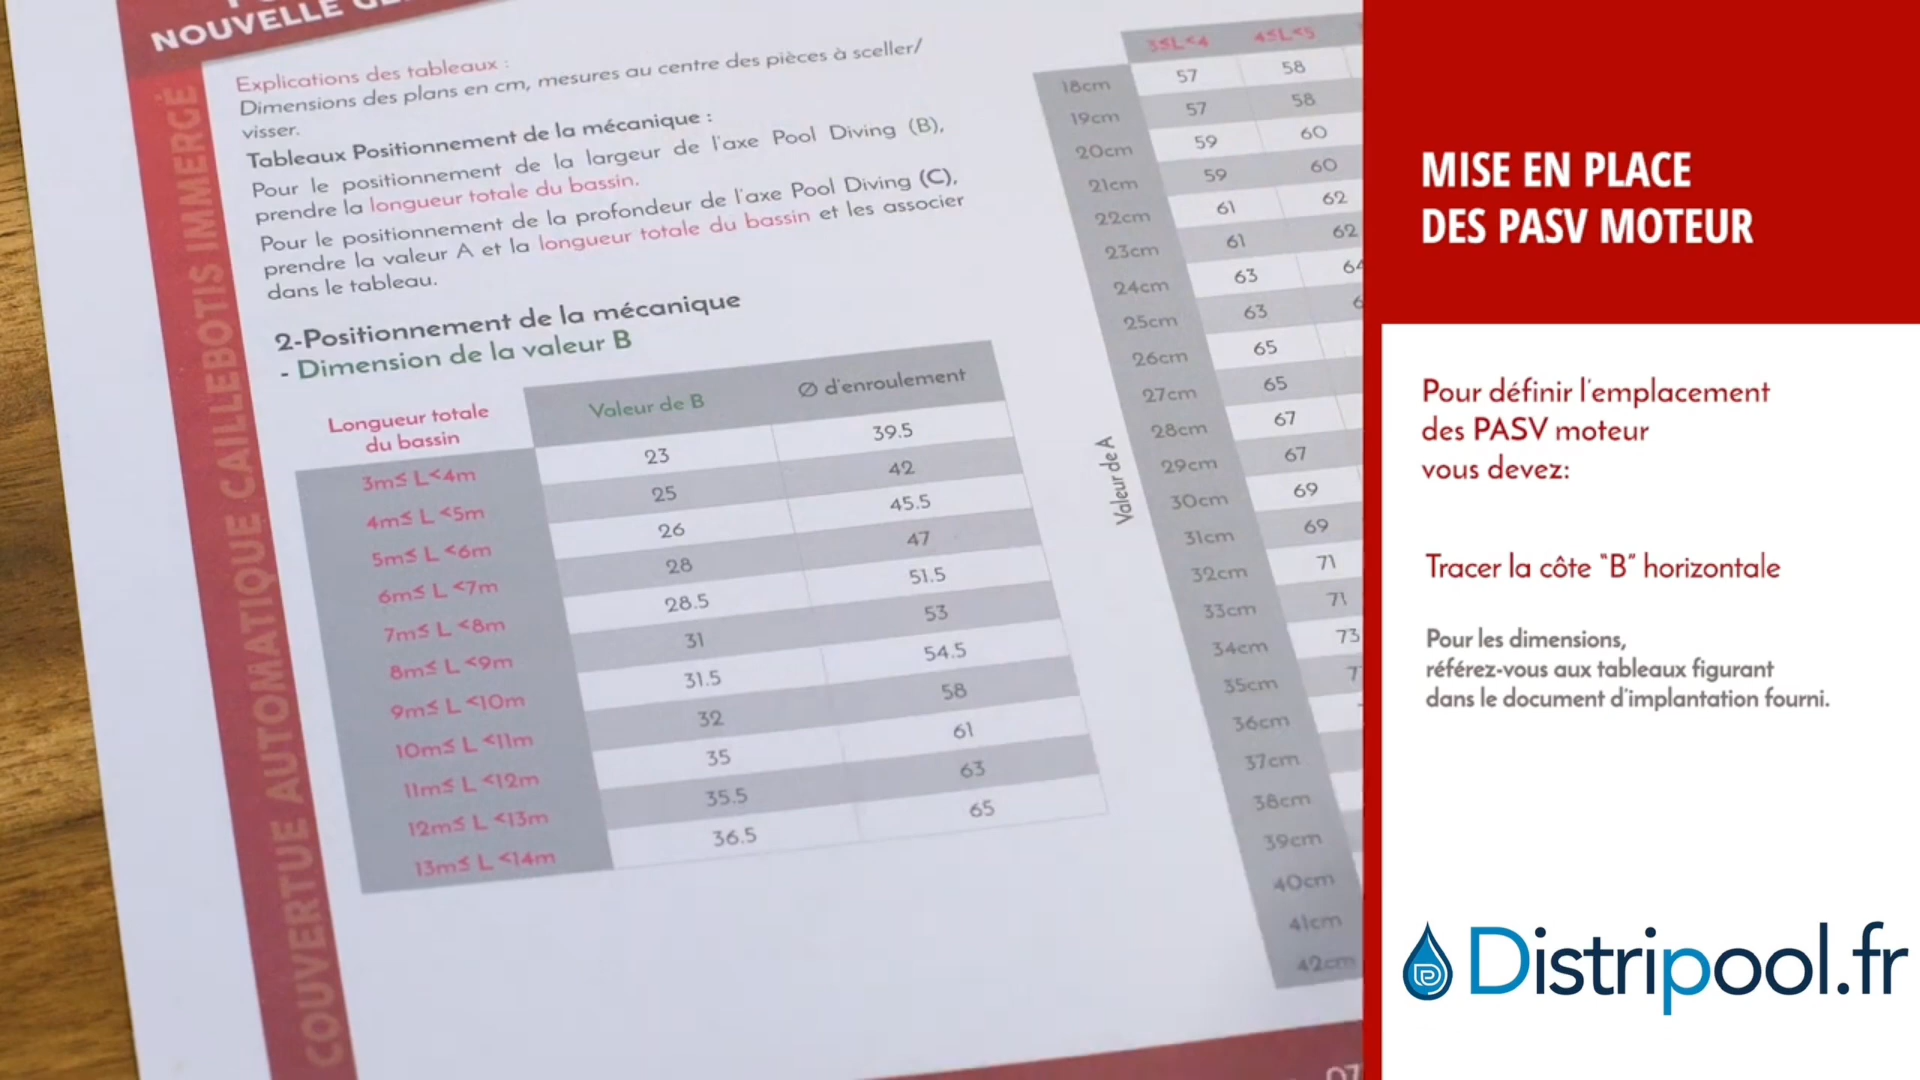 NOUVELLE
COUVERTUE AUTOMATIQUE CAILLEBOTIS IMMERGÉ
Explications des tableaux :
Dimensions des plans en cm, mesures au centre des pièces à sceller/
visser.
Tableaux Positionnement de la mécanique :
Pour le positionnement de la largeur de l'axe Pool Diving (B),
prendre la longueur totale du bassin.
Pour le positionnement de la profondeur de l'axe Pool Diving (C),
prendre la valeur A et la longueur totale du bassin et les associer
dans le tableau.
2-Positionnement de la mécanique
- Dimension de la valeur B
Longueur totale
du bassin
Valeur de B
Ø d'enroulement
3m≤ L<4m 23 39.5
4m≤ L <5m 25 42
5m≤ L <6m 26 45.5
6m≤ L <7m 28 47
7m≤ L <8m 28.5 51.5
8m≤ L <9m 31 53
9m≤ L <10m 31.5 54.5
10m≤ L <11m 32 58
11m≤ L <12m 35 61
12m≤ L <13m 35.5 63
13m≤ L <14m 36.5 65
Valeur de A
3≤L<4 4≤L<5
18cm 57 58
19cm 57 58
20cm 59 60
21cm 59 60
22cm 61 62
23cm 61 62
24cm 63 64
25cm 63
26cm 65
27cm 65
28cm 67
29cm 67
30cm 69
31cm 69
32cm 71
33cm 71
34cm 73
35cm
36cm
37cm
38cm
39cm
40cm
41cm
42cm
07
MISE EN PLACE
DES PASV MOTEUR
Pour définir l'emplacement
des PASV moteur
vous devez:
Tracer la côte "B" horizontale
Pour les dimensions,
référez-vous aux tableaux figurant
dans le document d'implantation fourni.
Distripool.fr